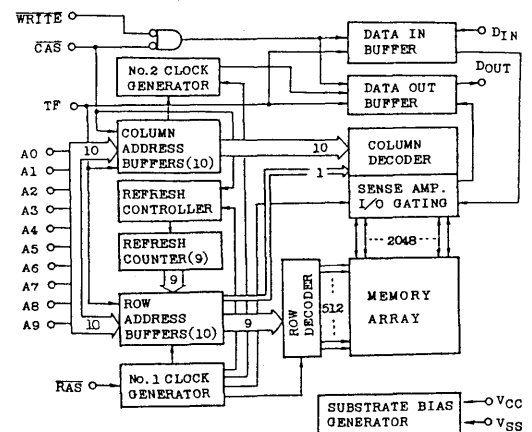 WRITE
CAS
DATA IN
BUFFER
DIN
No.2 CLOCK
GENERATOR
DATA OUT
BUFFER
DOUT
TF
COLUMN
ADDRESS
BUFFERS(10)
10
10
COLUMN DECODER
1
SENSE AMP.
I/O GATING
A0
A1
A2
A3
A4
A5
A6
A7
A8
A9
REFRESH
CONTROLLER
REFRESH
COUNTER(9)
9
2048
ROW
ADDRESS
BUFFERS(10)
10
9
ROW
DECODER
512
MEMORY
ARRAY
RAS
No.1 CLOCK
GENERATOR
SUBSTRATE BIAS
GENERATOR
VCC
VSS